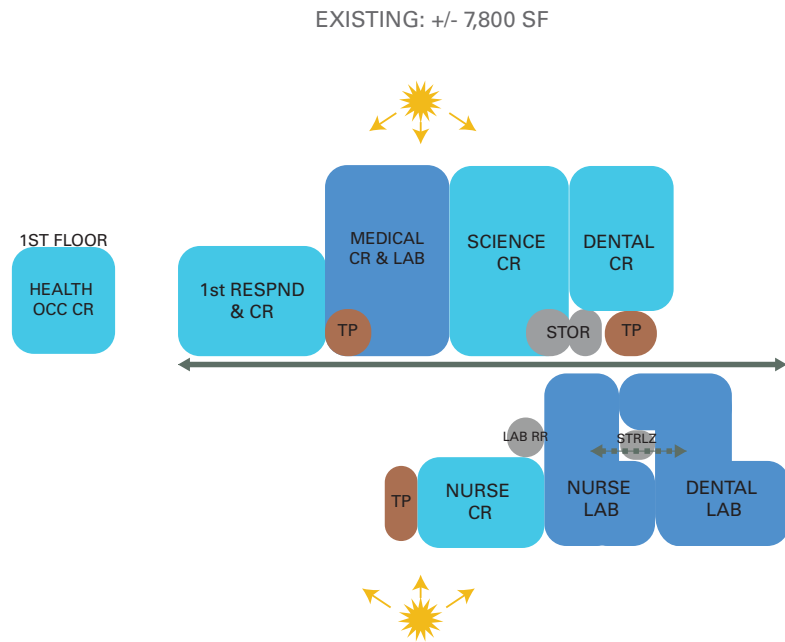 EXISTING: +/- 7,800 SF
1ST FLOOR
HEALTH
OCC CR
1st RESPND
& CR
MEDICAL
CR & LAB
SCIENCE
CR
DENTAL
CR
TP
STOR
TP
LAB RR
STRLZ
TP
NURSE
CR
NURSE
LAB
DENTAL
LAB